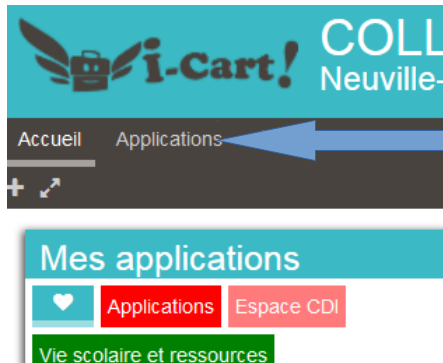 i-Cart!
COLL
Neuville-
Accueil Applications
Mes applications
Applications Espace CDI
Vie scolaire et ressources